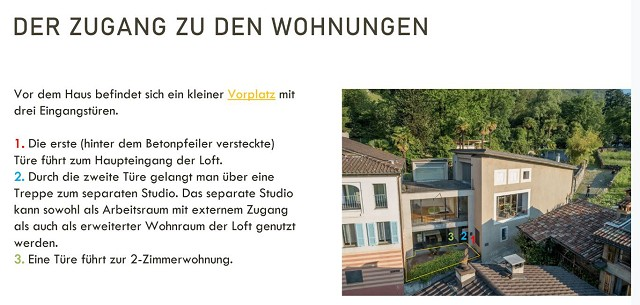 DER ZUGANG ZU DEN WOHNUNGEN
Vor dem Haus befindet sich ein kleiner Vorplatz mit
drei Eingangstüren.
1. Die erste (hinter dem Betonpfeiler versteckte)
Türe führt zum Haupteingang der Loft.
2. Durch die zweite Türe gelangt man über eine
Treppe zum separaten Studio. Das separate Studio
kann sowohl als Arbeitsraum mit externem Zugang
als auch als erweiterter Wohnraum der Loft genutzt
werden.
3. Eine Türe führt zur 2-Zimmerwohnung.
3 2 1